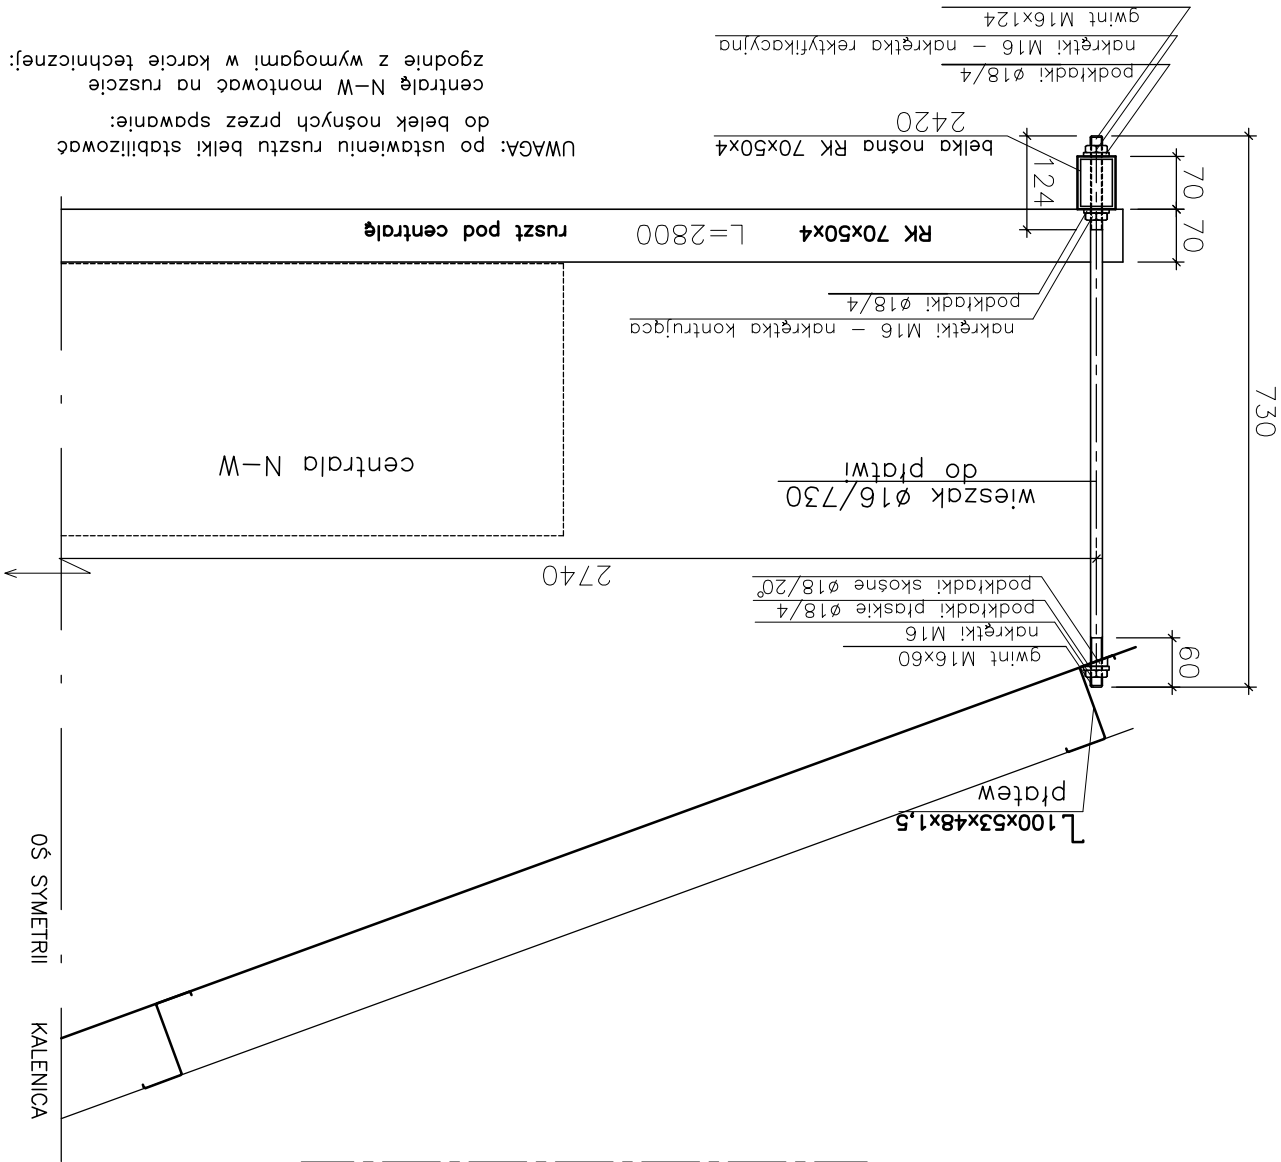 OŚ SYMETRII KALENICA
100x53x48x1,5
płatew
gwint M16x60
nakrętki M16
podkładki płaskie ø18/4
podkładki skośne ø18/20°
60
2740
wieszak ø16/730
do płatwi
centrala N-W
730
nakrętki M16 - nakrętka kontrująca
podkładki ø18/4
RK 70x50x4 L=2800 ruszt pod centralę
70
70
124
belka nośna RK 70x50x4
2420
podkładki ø18/4
nakrętki M16 - nakrętka rektyfikacyjna
gwint M16x124
UWAGA: po ustawieniu rusztu belki stabilizować
do belek nośnych przez spawanie:
centralę N-W montować na ruszcie
zgodnie z wymogami w karcie technicznej: